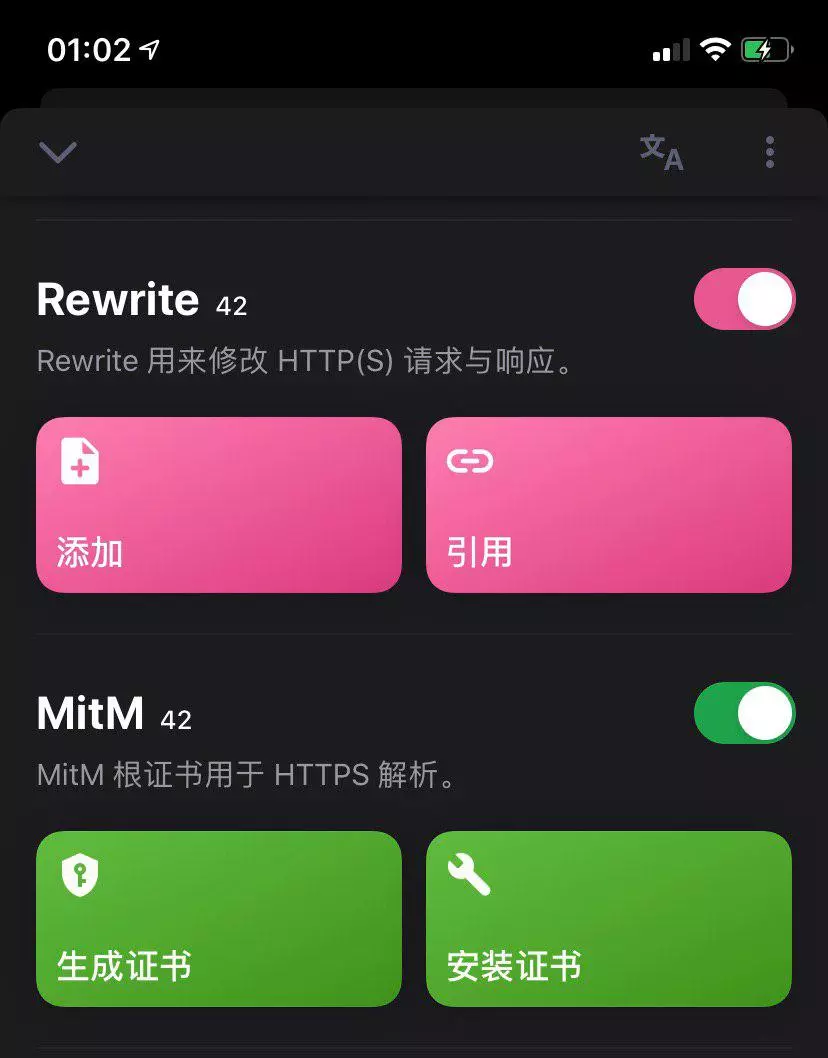 01:02
文A
Rewrite 42
Rewrite 用来修改 HTTP(S) 请求与响应。
添加
引用
MitM 42
MitM 根证书用于 HTTPS 解析。
生成证书
安装证书